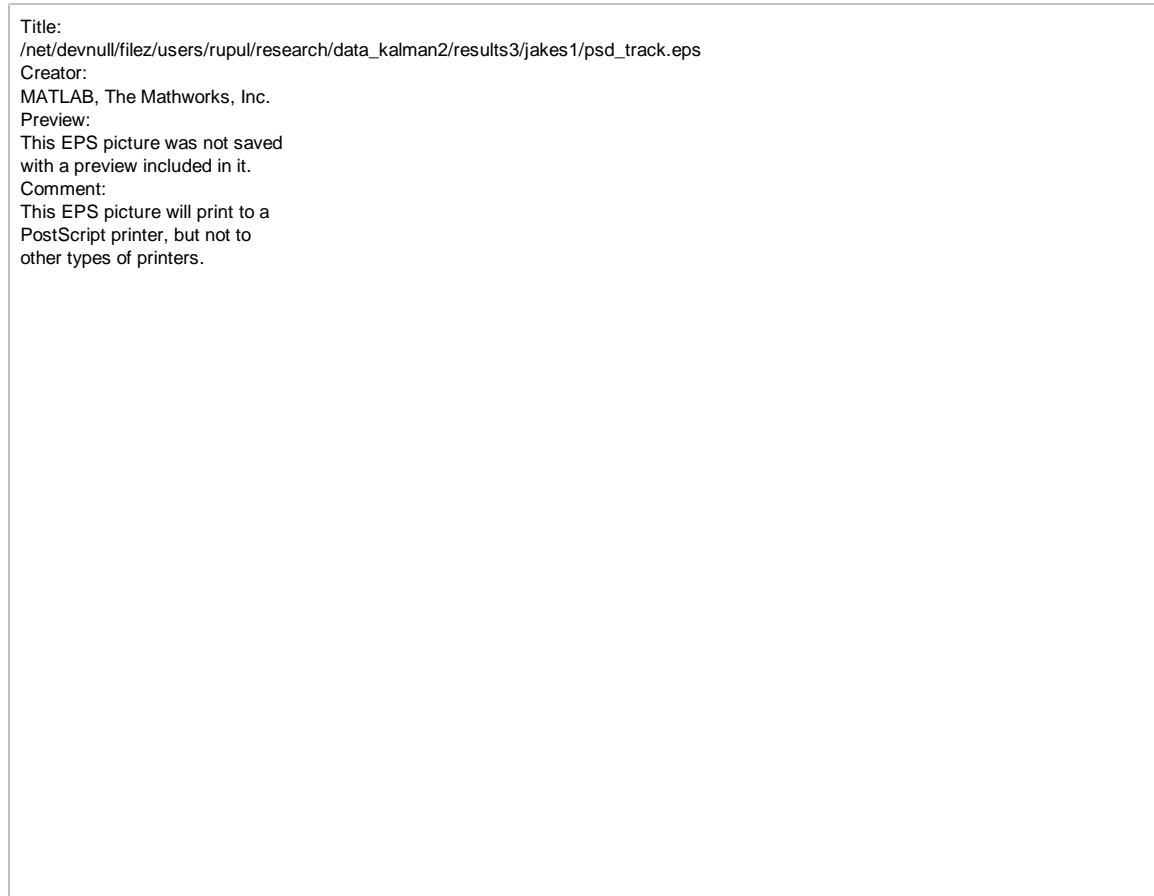 Title:
/net/devnull/filez/users/rupul/research/data_kalman2/results3/jakes1/psd_track.eps
Creator:
MATLAB, The Mathworks, Inc.
Preview:
This EPS picture was not saved
with a preview included in it.
Comment:
This EPS picture will print to a
PostScript printer, but not to
other types of printers.